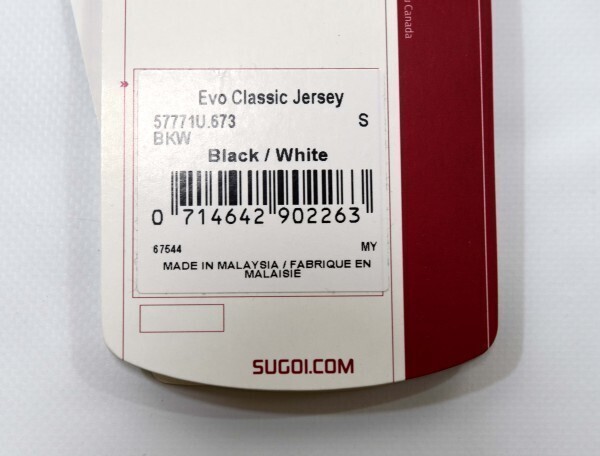 Canada
»
Evo Classic Jersey
57771U.673 S
BKW
Black / White
0 714642 902263
67544 MY
MADE IN MALAYSIA / FABRIQUE EN
MALAISIE
SUGOI.COM